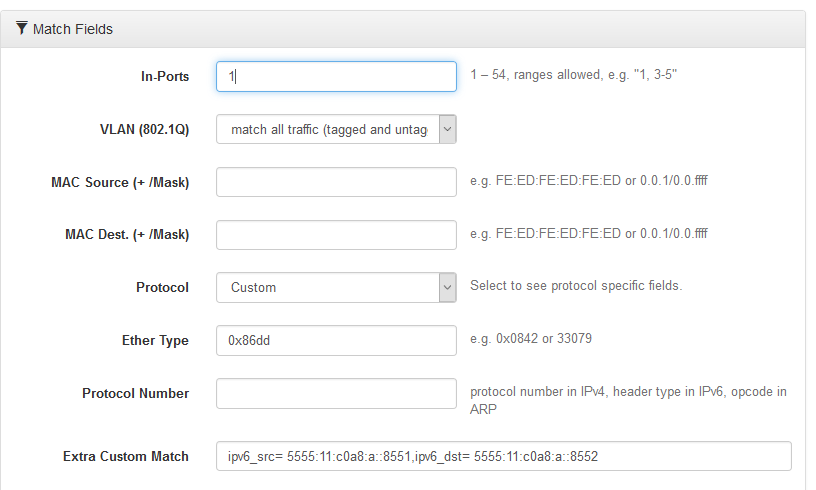 Match Fields
In-Ports 1 1 – 54, ranges allowed, e.g. "1, 3-5"
VLAN (802.1Q) match all traffic (tagged and untag
MAC Source (+ /Mask) e.g. FE:ED:FE:ED:FE:ED or 0.0.1/0.0.ffff
MAC Dest. (+ /Mask) e.g. FE:ED:FE:ED:FE:ED or 0.0.1/0.0.ffff
Protocol Custom Select to see protocol specific fields.
Ether Type 0x86dd e.g. 0x0842 or 33079
Protocol Number protocol number in IPv4, header type in IPv6, opcode in
ARP
Extra Custom Match ipv6_src= 5555:11:c0a8:a::8551,ipv6_dst= 5555:11:c0a8:a::8552